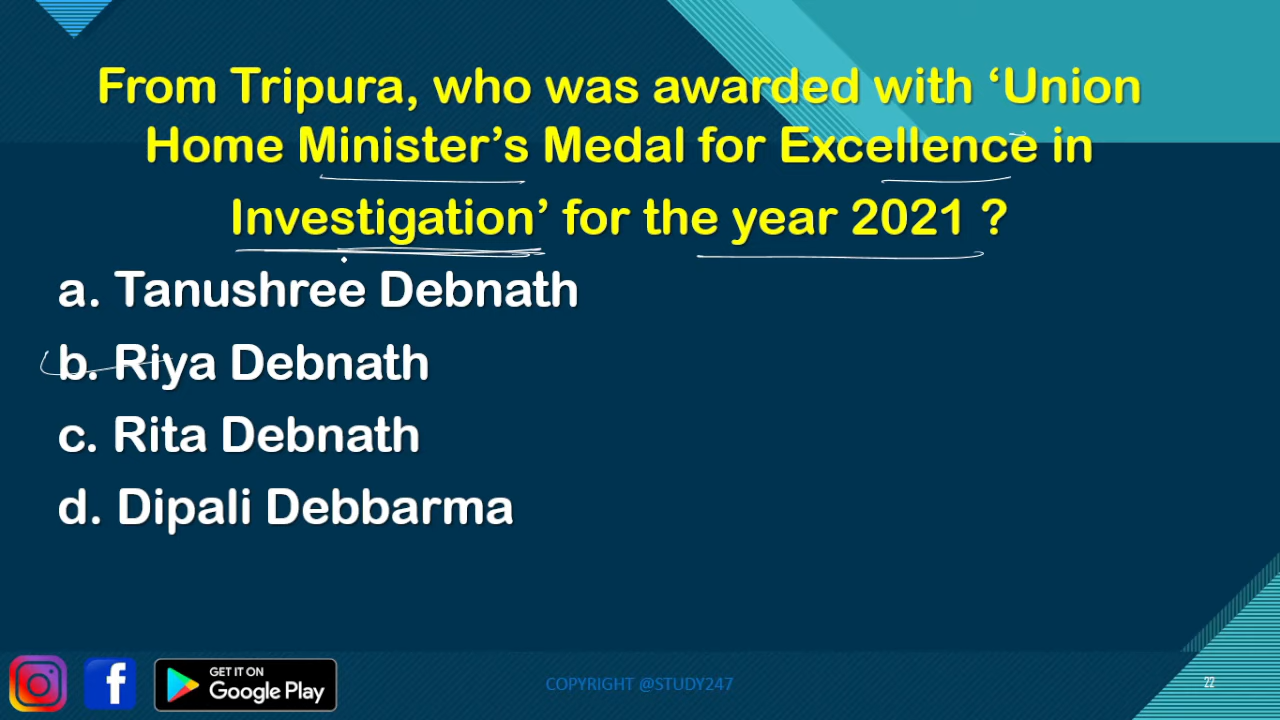 From Tripura, who was awarded with ‘Union
Home Minister’s Medal for Excellence in
Investigation’ for the year 2021 ?
a. Tanushree Debnath
b. Riya Debnath
c. Rita Debnath
d. Dipali Debbarma
GET IT ON
Google Play
COPYRIGHT @STUDY247
22